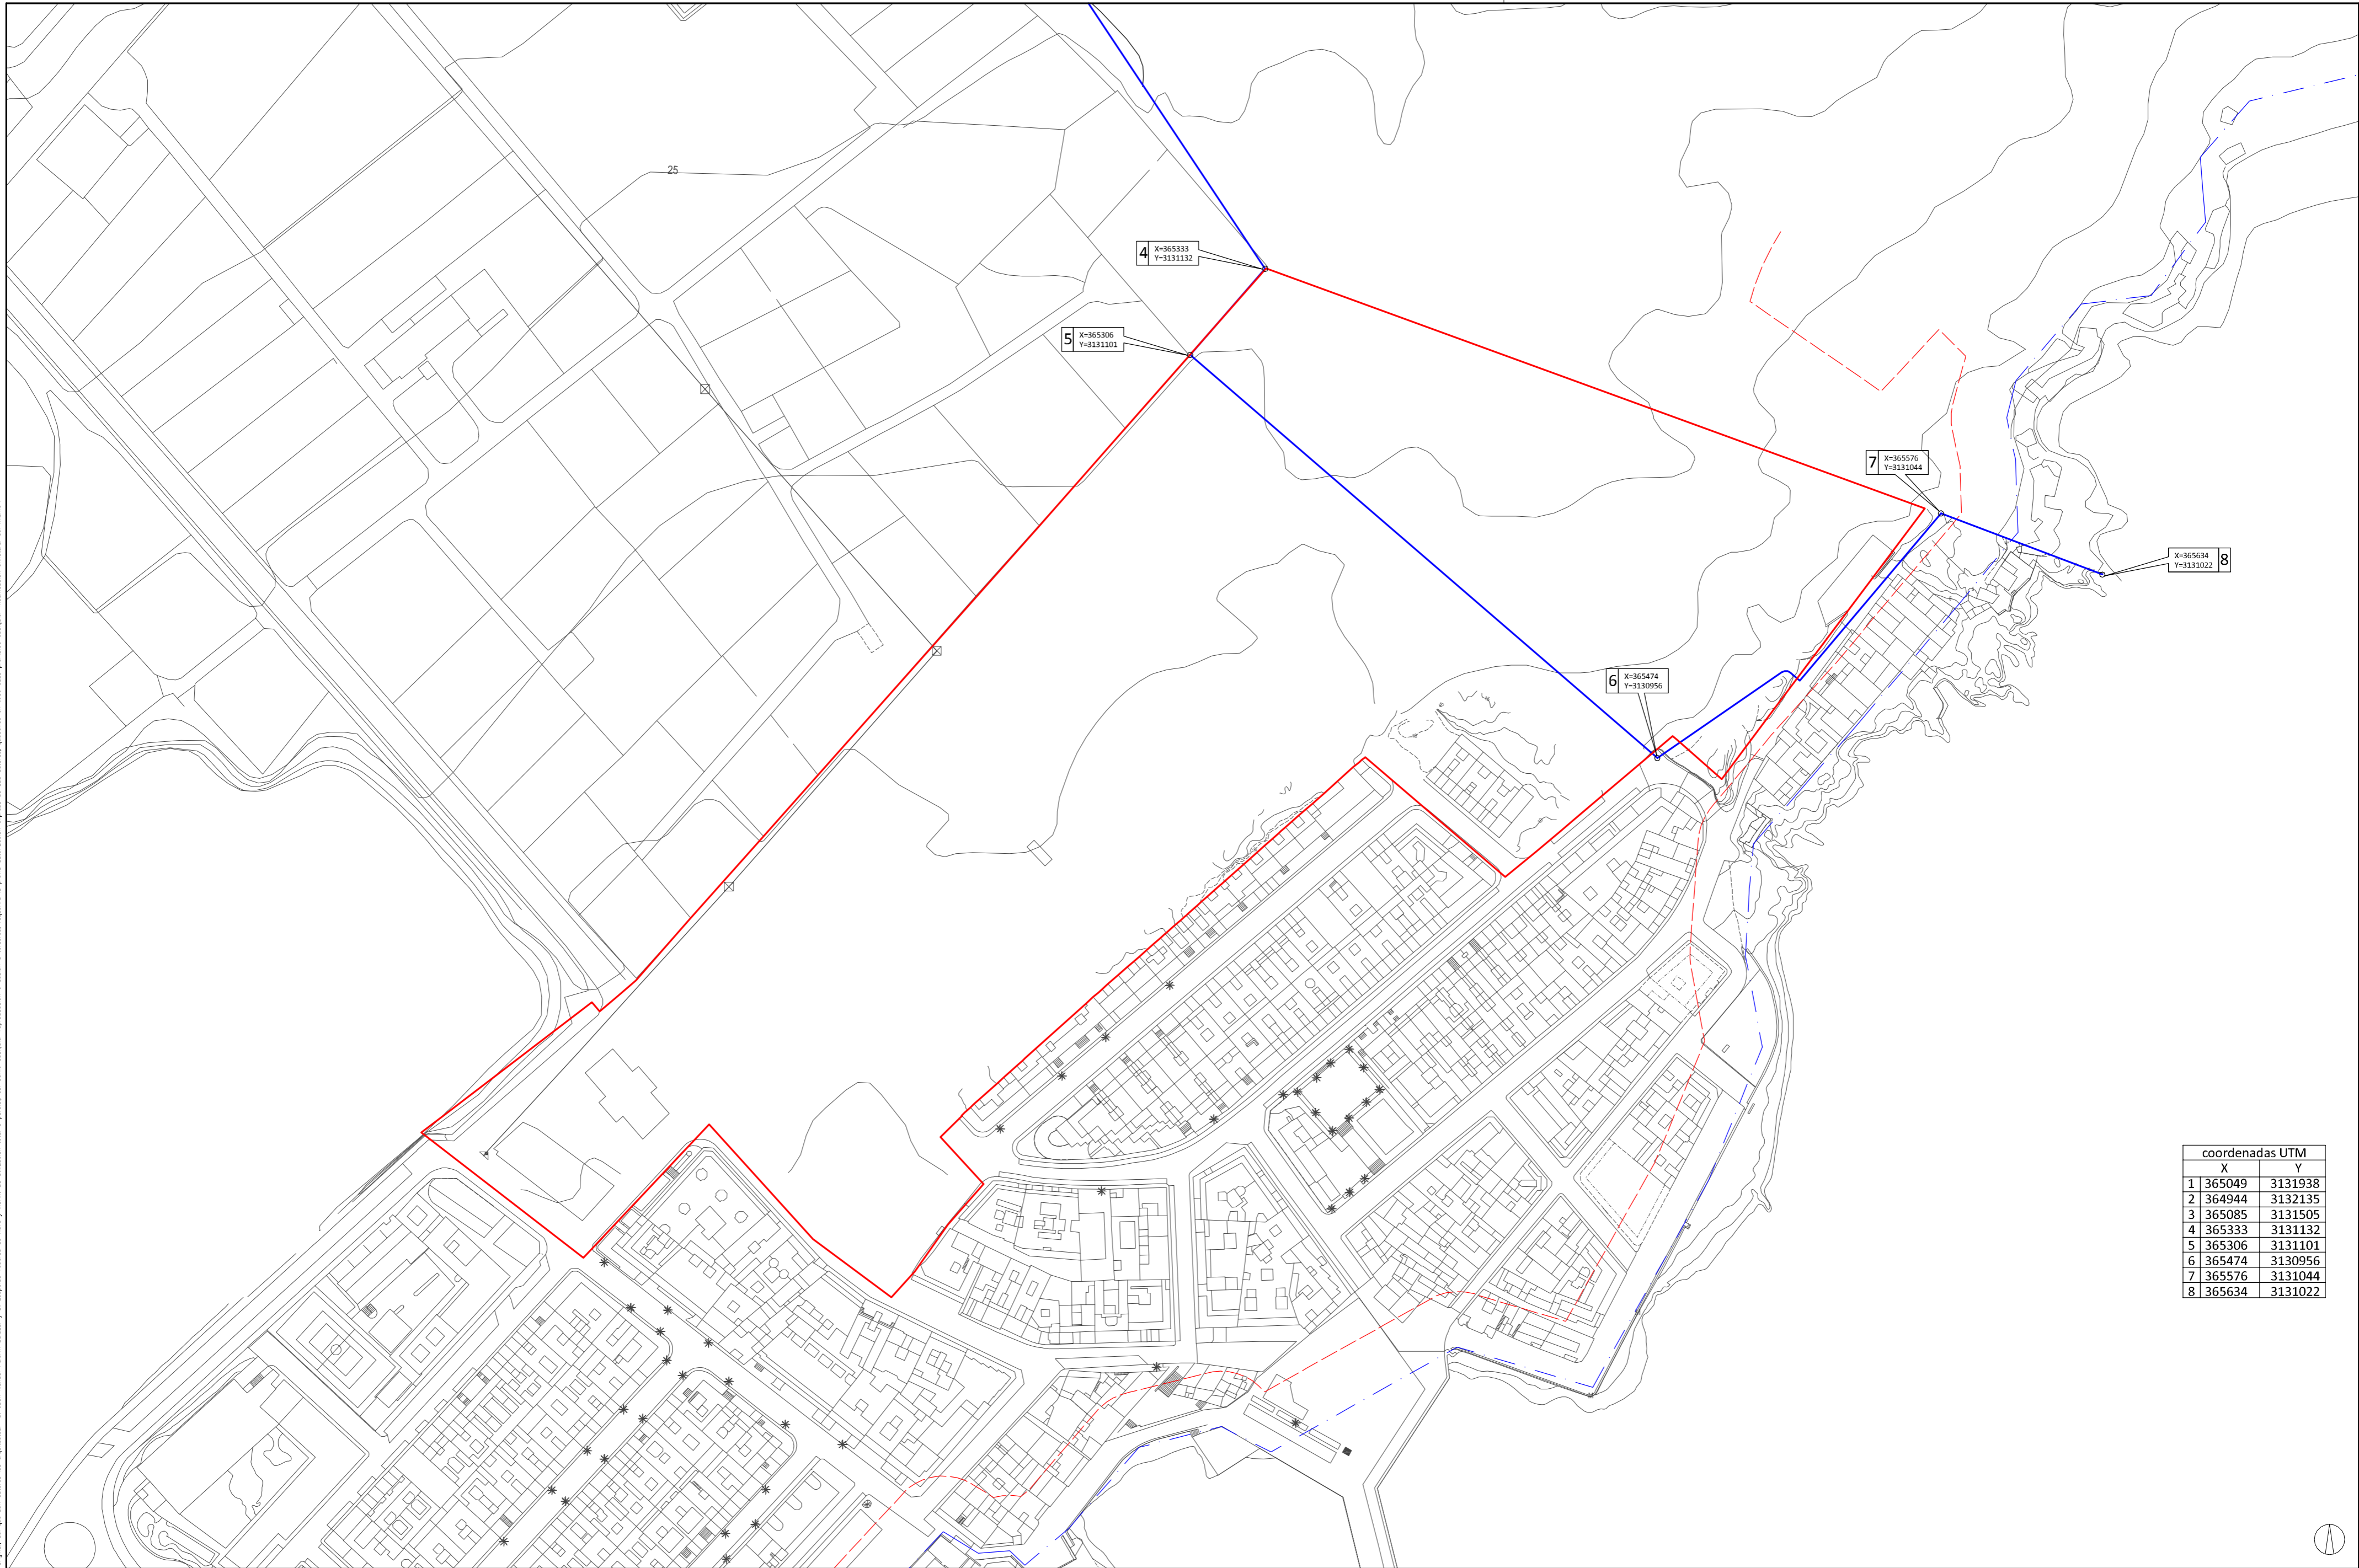 25
4 X=365333
Y=3131132
5 X=365306
Y=3131101
7 X=365576
Y=3131044
X=365634 8
Y=3131022
6 X=365474
Y=3130956
coordenadas UTM
X Y
1 365049 3131938
2 364944 3132135
3 365085 3131505
4 365333 3131132
5 365306 3131101
6 365474 3130956
7 365576 3131044
8 365634 3131022